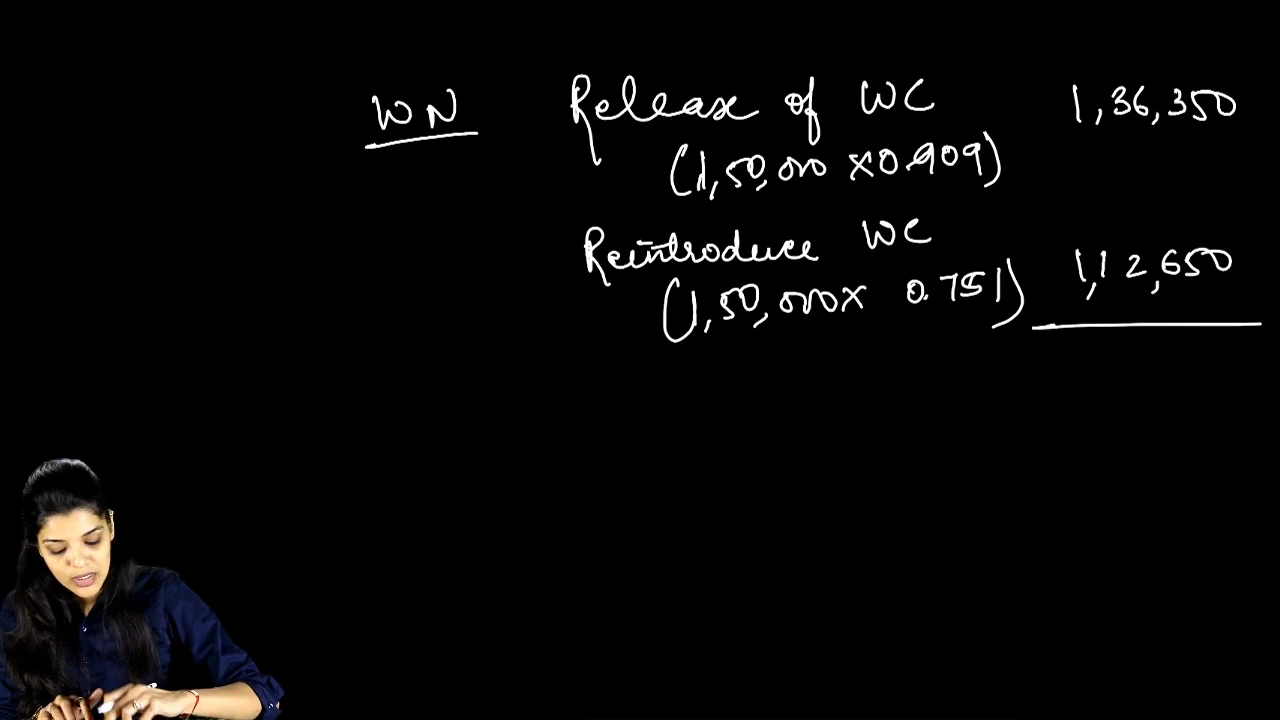 WN Release of WC 1,36,350
(1,50,000 x 0.909)
Reintroduce WC
(1,50,000 x 0.751) 1,12,650